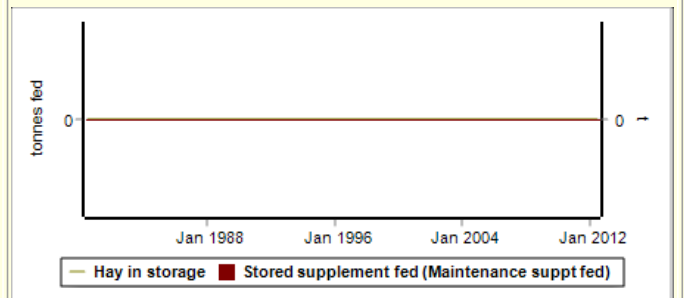 tonnes fed
0
0
t
Jan 1988 Jan 1996 Jan 2004 Jan 2012
Hay in storage Stored supplement fed (Maintenance suppt fed)